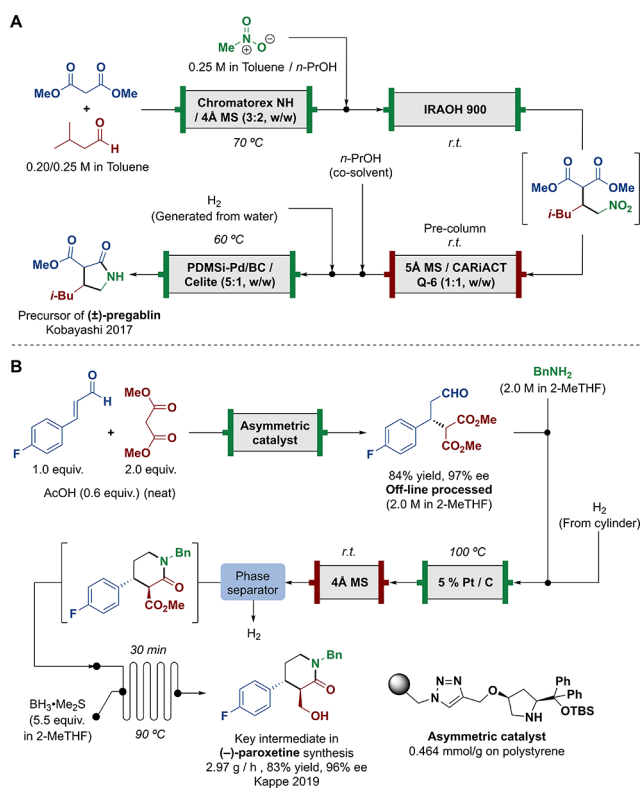 A
O
N
Me
O
⊕
⊖
0.25 M in Toluene / n-PrOH
O
O
MeO
OMe
+
O
H
0.20/0.25 M in Toluene
Chromatorex NH
/ 4Å MS (3:2, w/w)
70 ºC
IRAOH 900
r.t.
O
O
MeO
OMe
i-Bu
NO2
n-PrOH
(co-solvent)
H2
(Generated from water)
Pre-column
r.t.
5Å MS / CARiACT
Q-6 (1:1, w/w)
60 ºC
PDMSi-Pd/BC /
Celite (5:1, w/w)
O
MeO
O
NH
i-Bu
Precursor of (±)-pregablin
Kobayashi 2017
B
O
H
F
1.0 equiv.
+
MeO
O
O
MeO
2.0 equiv.
AcOH (0.6 equiv.) (neat)
Asymmetric
catalyst
CHO
CO2Me
CO2Me
F
84% yield, 97% ee
Off-line processed
(2.0 M in 2-MeTHF)
BnNH2
(2.0 M in 2-MeTHF)
H2
(From cylinder)
100 ºC
5 % Pt / C
r.t.
4Å MS
Phase
separator
H2
Bn
N
O
CO2Me
F
30 min
BH3•Me2S
(5.5 equiv.
in 2-MeTHF)
90 ºC
Bn
N
O
OH
F
Key intermediate in
(–)-paroxetine synthesis
2.97 g / h , 83% yield, 96% ee
Kappe 2019
N=N
N
O
NH
Ph
Ph
OTBS
Asymmetric catalyst
0.464 mmol/g on polystyrene